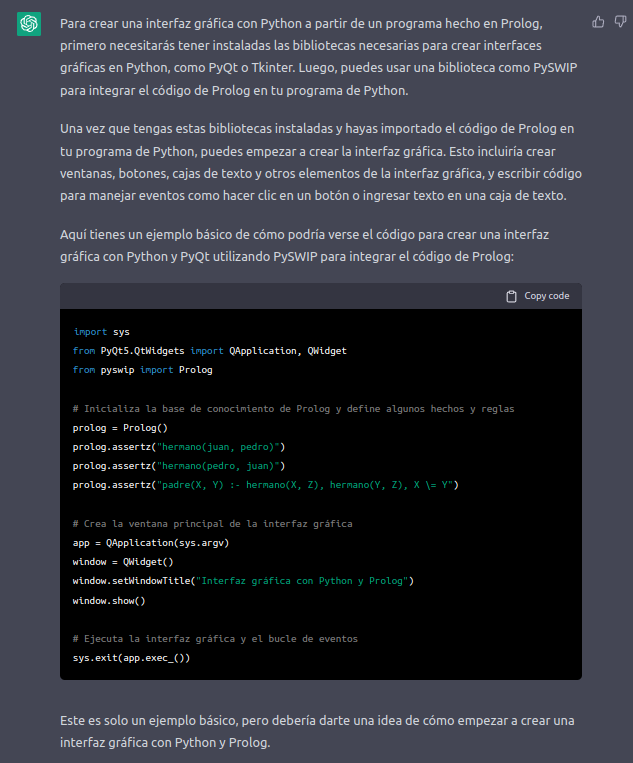 Para crear una interfaz gráfica con Python a partir de un programa hecho en Prolog,
primero necesitarás tener instaladas las bibliotecas necesarias para crear interfaces
gráficas en Python, como PyQt o Tkinter. Luego, puedes usar una biblioteca como PySWIP
para integrar el código de Prolog en tu programa de Python.
Una vez que tengas estas bibliotecas instaladas y hayas importado el código de Prolog en
tu programa de Python, puedes empezar a crear la interfaz gráfica. Esto incluiría crear
ventanas, botones, cajas de texto y otros elementos de la interfaz gráfica, y escribir código
para manejar eventos como hacer clic en un botón o ingresar texto en una caja de texto.
Aquí tienes un ejemplo básico de cómo podría verse el código para crear una interfaz
gráfica con Python y PyQt utilizando PySWIP para integrar el código de Prolog:
Copy code
import sys
from PyQt5.QtWidgets import QApplication, QWidget
from pyswip import Prolog
# Inicializa la base de conocimiento de Prolog y define algunos hechos y reglas
prolog = Prolog()
prolog.assertz("hermano(juan, pedro)")
prolog.assertz("hermano(pedro, juan)")
prolog.assertz("padre(X, Y) :- hermano(X, Z), hermano(Y, Z), X \= Y")
# Crea la ventana principal de la interfaz gráfica
app = QApplication(sys.argv)
window = QWidget()
window.setWindowTitle("Interfaz gráfica con Python y Prolog")
window.show()
# Ejecuta la interfaz gráfica y el bucle de eventos
sys.exit(app.exec_())
Este es solo un ejemplo básico, pero debería darte una idea de cómo empezar a crear una
interfaz gráfica con Python y Prolog.